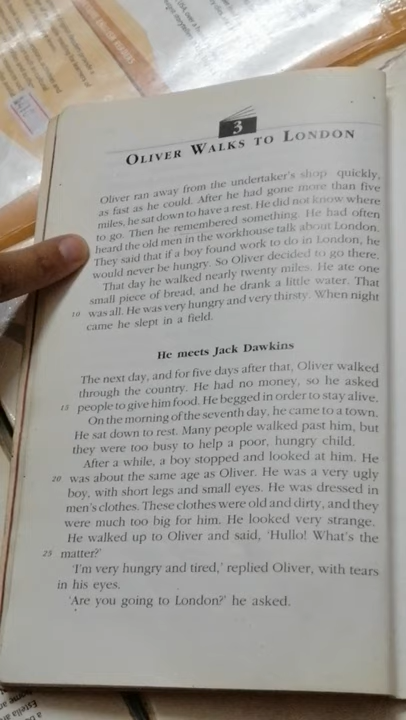 3
OLIVER WALKS TO LONDON
Oliver ran away from the undertaker's shop quickly,
as fast as he could. After he had gone more than five
miles, he sat down to have a rest. He did not know where
to go. Then he remembered something. He had often
heard the old men in the workhouse talk about London.
They said that if a boy found work to do in London, he
would never be hungry. So Oliver decided to go there.
That day he walked nearly twenty miles. He ate one
small piece of bread, and he drank a little water. That
10 was all. He was very hungry and very thirsty. When night
came he slept in a field.
He meets Jack Dawkins
The next day, and for five days after that, Oliver walked
through the country. He had no money, so he asked
15 people to give him food. He begged in order to stay alive.
On the morning of the seventh day, he came to a town.
He sat down to rest. Many people walked past him, but
they were too busy to help a poor, hungry child.
After a while, a boy stopped and looked at him. He
20 was about the same age as Oliver. He was a very ugly
boy, with short legs and small eyes. He was dressed in
men's clothes. These clothes were old and dirty, and they
were much too big for him. He looked very strange.
He walked up to Oliver and said, 'Hullo! What's the
25 matter?'
'I'm very hungry and tired,' replied Oliver, with tears
in his eyes.
'Are you going to London?' he asked.